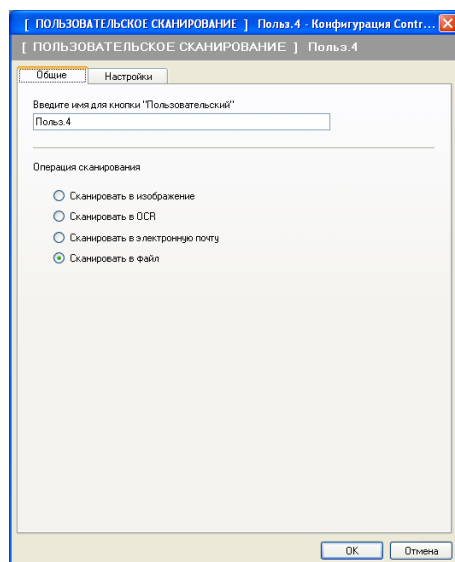 [ ПОЛЬЗОВАТЕЛЬСКОЕ СКАНИРОВАНИЕ ] Польз.4 - Конфигурация Contr...
[ ПОЛЬЗОВАТЕЛЬСКОЕ СКАНИРОВАНИЕ ] Польз.4
Общие Настройки
Введите имя для кнопки "Пользовательский"
Польз.4
Операция сканирования
Сканировать в изображение
Сканировать в OCR
Сканировать в электронную почту
Сканировать в файл
OK Отмена